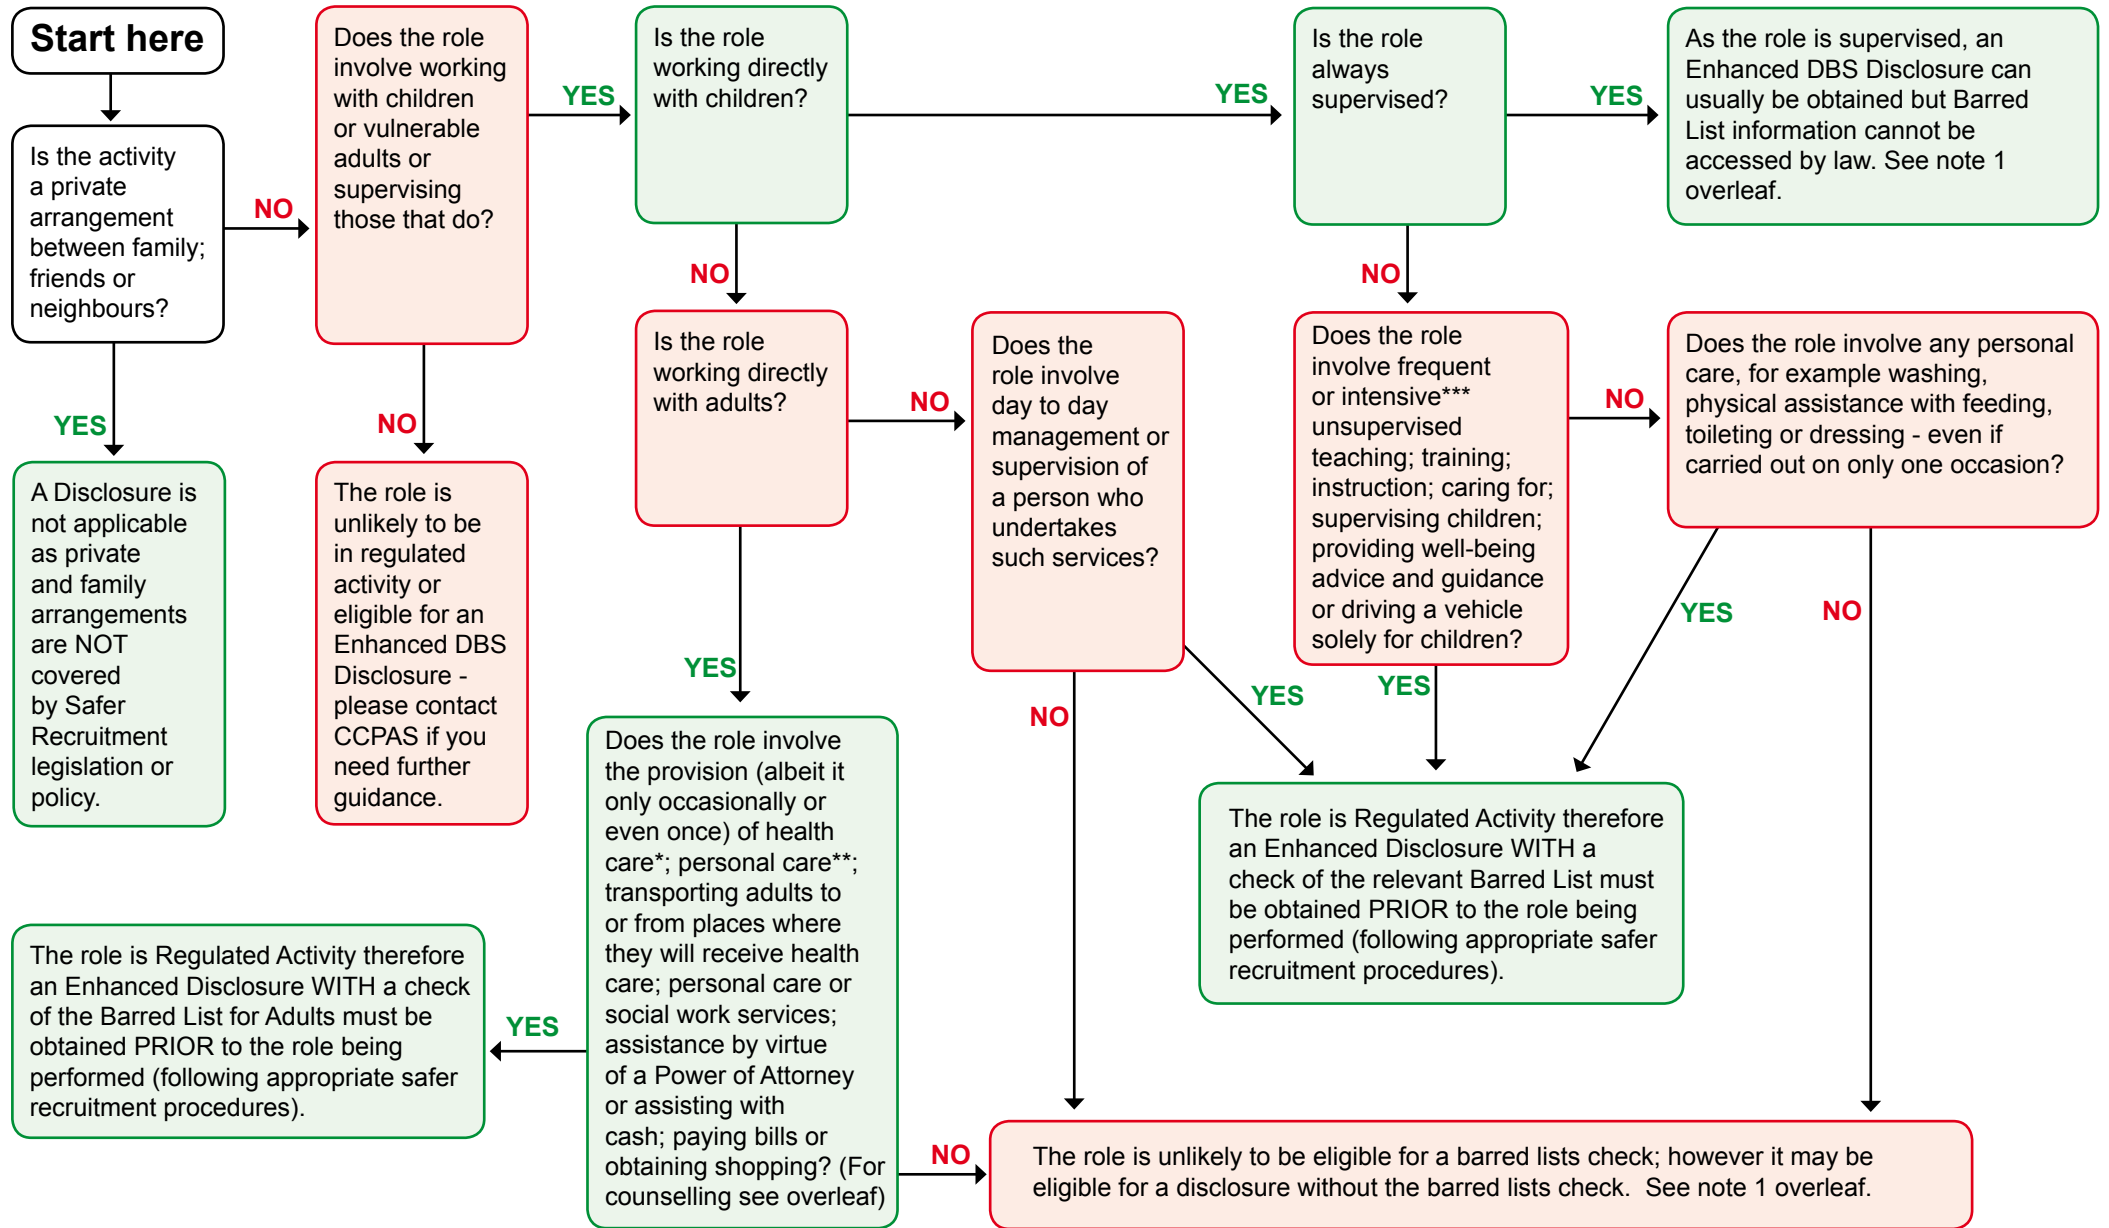 Start here
Is the activity
a private
arrangement
between family;
friends or
neighbours?
YES
NO
A Disclosure is
not applicable
as private
and family
arrangements
are NOT
covered
by Safer
Recruitment
legislation or
policy.
Does the role
involve working
with children
or vulnerable
adults or
supervising
those that do?
YES
NO
The role is
unlikely to be
in regulated
activity or
eligible for an
Enhanced DBS
Disclosure -
please contact
CCPAS if you
need further
guidance.
Is the role
working directly
with children?
YES
NO
Is the role
always
supervised?
YES
NO
As the role is supervised, an
Enhanced DBS Disclosure can
usually be obtained but Barred
List information cannot be
accessed by law. See note 1
overleaf.
Is the role
working directly
with adults?
NO
YES
Does the
role involve
day to day
management or
supervision of
a person who
undertakes
such services?
NO
YES
Does the role
involve frequent
or intensive***
unsupervised
teaching; training;
instruction; caring for;
supervising children;
providing well-being
advice and guidance
or driving a vehicle
solely for children?
NO
YES
Does the role involve any personal
care, for example washing,
physical assistance with feeding,
toileting or dressing - even if
carried out on only one occasion?
YES
NO
Does the role involve
the provision (albeit it
only occasionally or
even once) of health
care*; personal care**;
transporting adults to
or from places where
they will receive health
care; personal care or
social work services;
assistance by virtue
of a Power of Attorney
or assisting with
cash; paying bills or
obtaining shopping? (For
counselling see overleaf)
YES
NO
The role is Regulated Activity therefore
an Enhanced Disclosure WITH a check
of the Barred List for Adults must be
obtained PRIOR to the role being
performed (following appropriate safer
recruitment procedures).
The role is Regulated Activity therefore
an Enhanced Disclosure WITH a
check of the relevant Barred List must
be obtained PRIOR to the role being
performed (following appropriate safer
recruitment procedures).
The role is unlikely to be eligible for a barred lists check; however it may be
eligible for a disclosure without the barred lists check.  See note 1 overleaf.